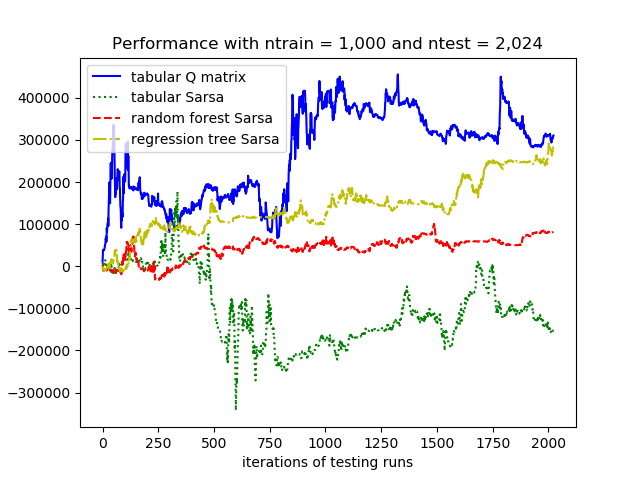 Performance with ntrain = 1,000 and ntest = 2,024
tabular Q matrix
tabular Sarsa
random forest Sarsa
regression tree Sarsa
400000
300000
200000
100000
0
−100000
−200000
−300000
0 250 500 750 1000 1250 1500 1750 2000
iterations of testing runs